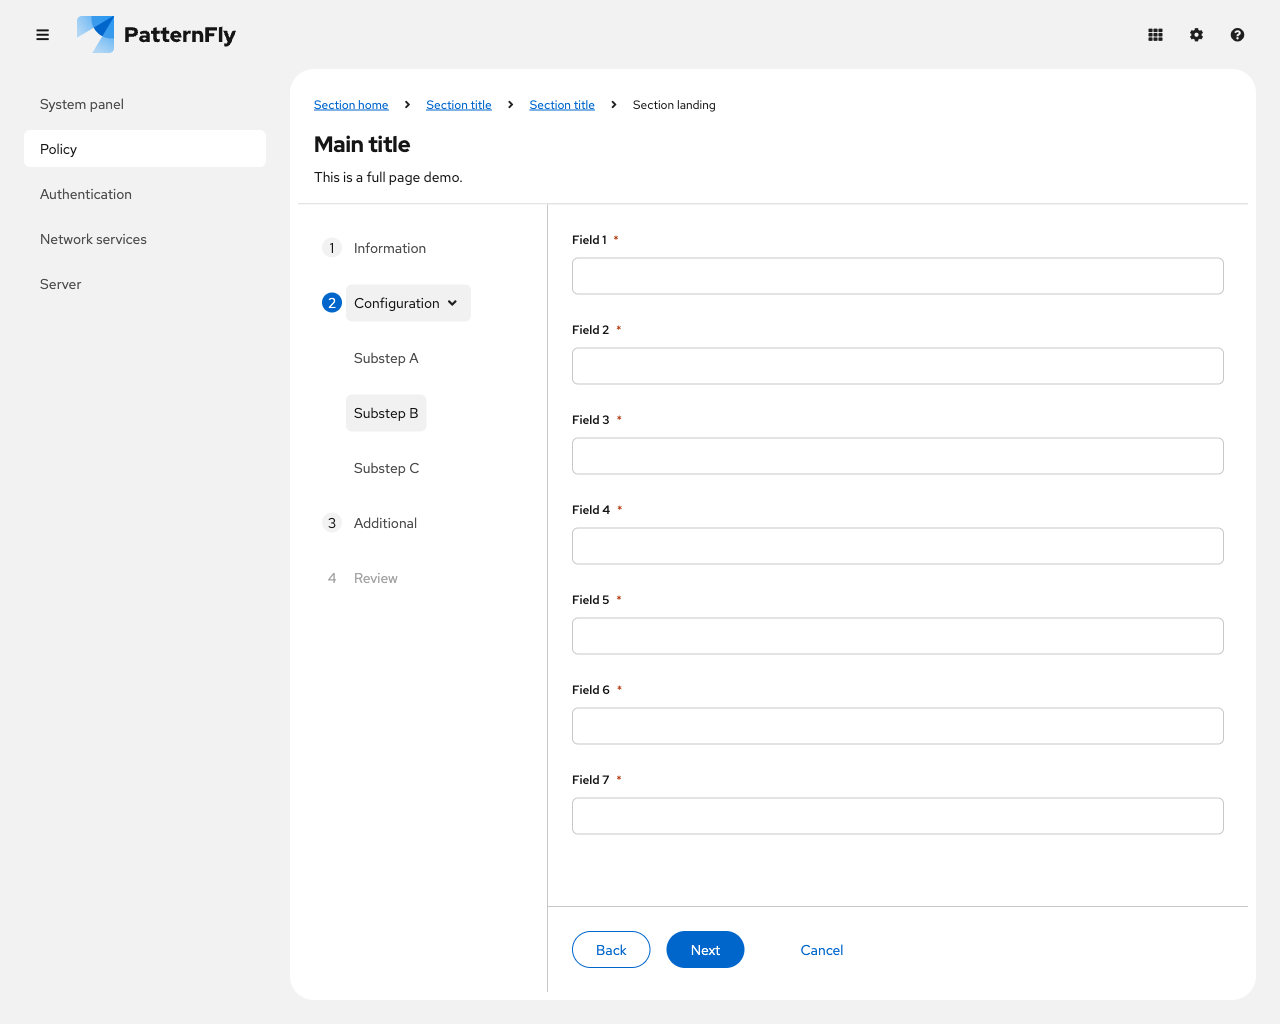 PatternFly
System panel
Policy
Authentication
Network services
Server
Section home
Section title
Section title
Section landing
Main title
This is a full page demo.
1 Information
2 Configuration
Substep A
Substep B
Substep C
3 Additional
4 Review
Field 1 *
Field 2 *
Field 3 *
Field 4 *
Field 5 *
Field 6 *
Field 7 *
Back
Next
Cancel